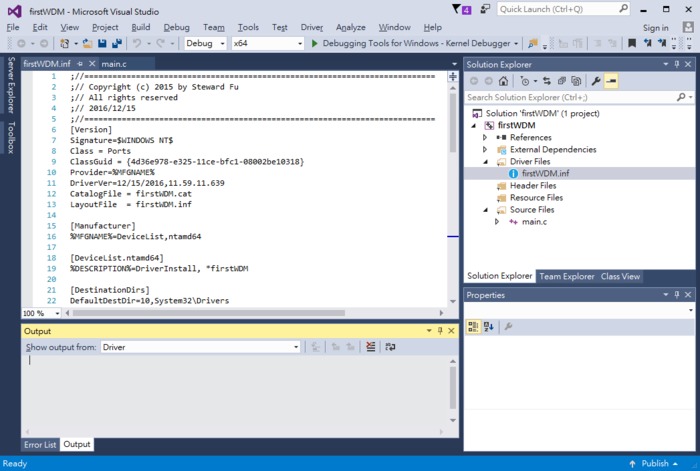 firstWDM - Microsoft Visual Studio
4
Quick Launch (Ctrl+Q)
File Edit View Project Build Debug Team Tools Test Driver Analyze Window Help
Sign in
Debug x64 Debugging Tools for Windows - Kernel Debugger
Publish
Server Explorer
Toolbox
firstWDM.inf main.c
1 ;//===================================================================================
2 ;// Copyright (c) 2015 by Steward Fu
3 ;// All rights reserved
4 ;// 2016/12/15
5 ;//===================================================================================
6 [Version]
7 Signature=$WINDOWS NT$
8 Class = Ports
9 ClassGuid = {4d36e978-e325-11ce-bfc1-08002be10318}
10 Provider=%MFGNAME%
11 DriverVer=12/15/2016,11.59.11.639
12 CatalogFile = firstWDM.cat
13 LayoutFile  = firstWDM.inf
14
15 [Manufacturer]
16 %MFGNAME%=DeviceList,ntamd64
17
18 [DeviceList.ntamd64]
19 %DESCRIPTION%=DriverInstall, *firstWDM
20
21 [DestinationDirs]
22 DefaultDestDir=10,System32\Drivers
100 %
Output
Show output from: Driver
Error List Output
Solution Explorer
Search Solution Explorer (Ctrl+;)
Solution 'firstWDM' (1 project)
firstWDM
References
External Dependencies
Driver Files
firstWDM.inf
Header Files
Resource Files
Source Files
main.c
Solution Explorer Team Explorer Class View
Properties
Ready
Publish